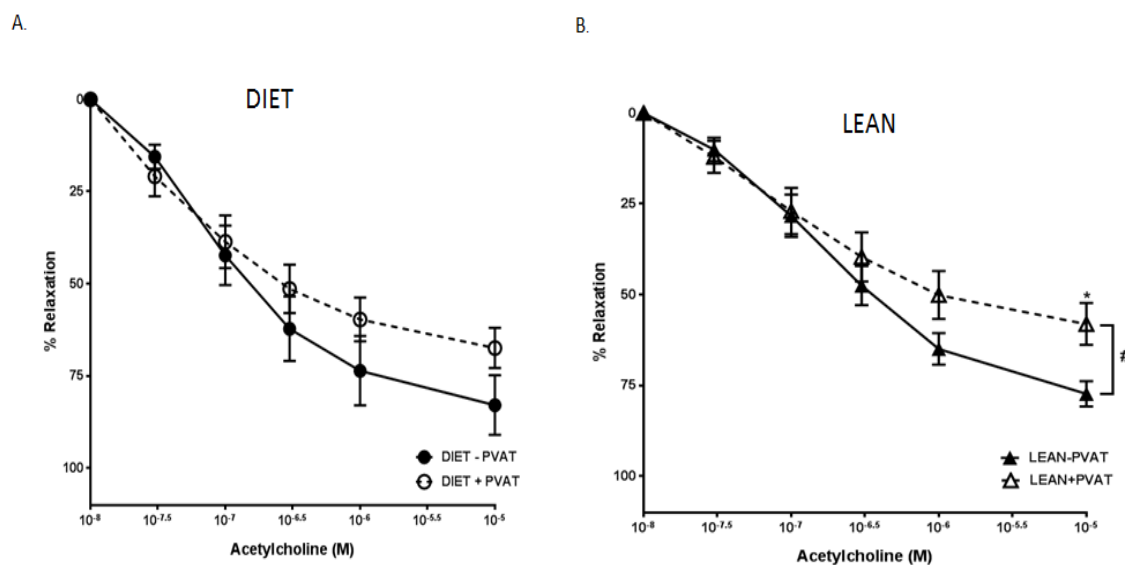 A.
B.
DIET
LEAN
0
25
50
75
100
% Relaxation
10-8
10-7.5
10-7
10-6.5
10-6
10-5.5
10-5
Acetylcholine (M)
DIET - PVAT
DIET + PVAT
0
25
50
75
100
% Relaxation
*
#
10-8
10-7.5
10-7
10-6.5
10-6
10-5.5
10-5
Acetylcholine (M)
LEAN-PVAT
LEAN+PVAT